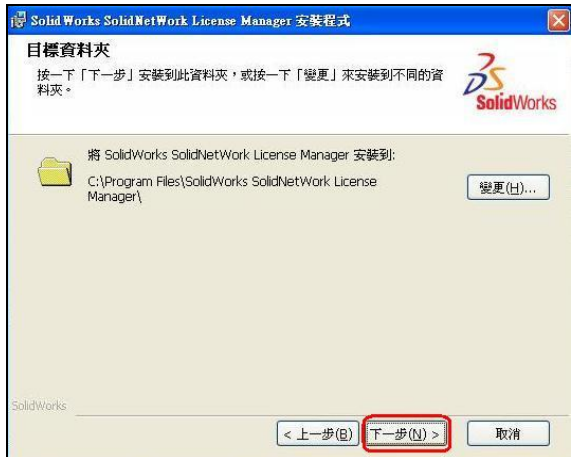 SolidWorks SolidNetWork License Manager 安裝程式
目標資料夾
按一下「下一步」安裝到此資料夾，或按一下「變更」來安裝到不同的資
料夾。
SolidWorks
將 SolidWorks SolidNetWork License Manager 安裝到:
C:\Program Files\SolidWorks SolidNetWork License
Manager\
變更(H)...
SolidWorks
< 上一步(B)
下一步(N) >
取消